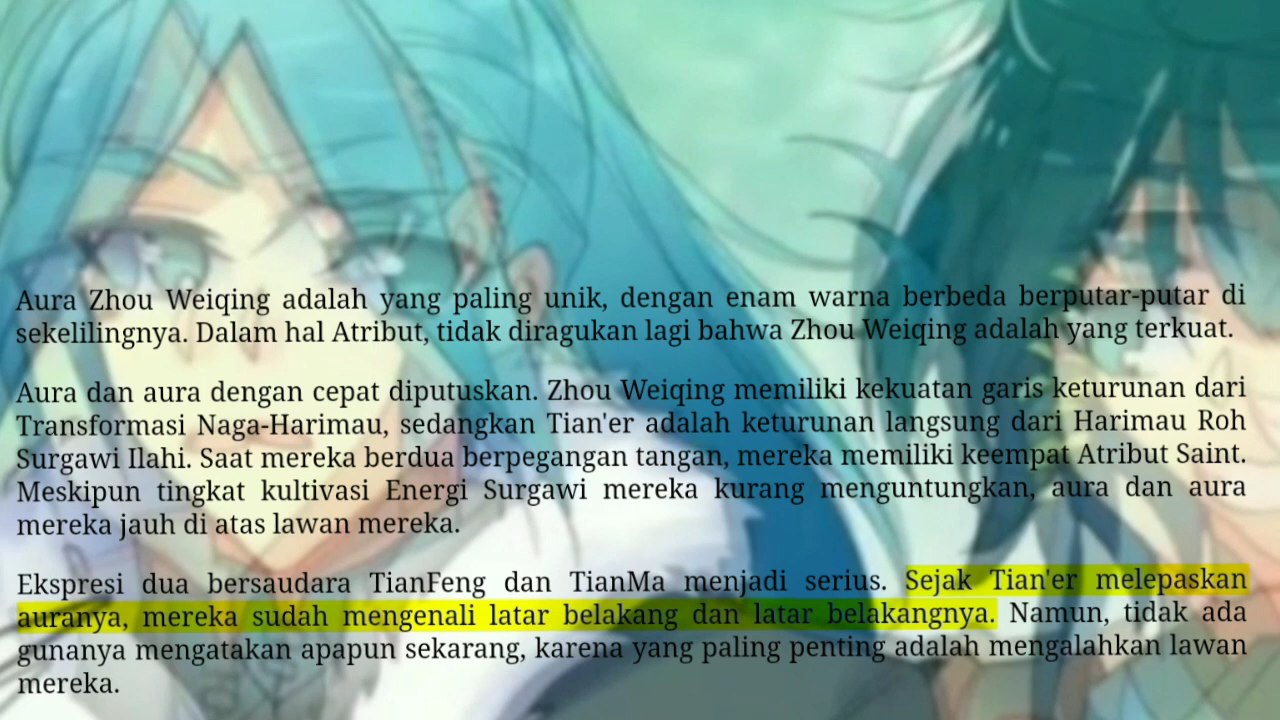 Aura Zhou Weiqing adalah yang paling unik, dengan enam warna berbeda berputar-putar di
sekelilingnya. Dalam hal Atribut, tidak diragukan lagi bahwa Zhou Weiqing adalah yang terkuat.
Aura dan aura dengan cepat diputuskan. Zhou Weiqing memiliki kekuatan garis keturunan dari
Transformasi Naga-Harimau, sedangkan Tian'er adalah keturunan langsung dari Harimau Roh
Surgawi Ilahi. Saat mereka berdua berpegangan tangan, mereka memiliki keempat Atribut Saint.
Meskipun tingkat kultivasi Energi Surgawi mereka kurang menguntungkan, aura dan aura
mereka jauh di atas lawan mereka.
Ekspresi dua bersaudara TianFeng dan TianMa menjadi serius. Sejak Tian'er melepaskan
auranya, mereka sudah mengenali latar belakang dan latar belakangnya. Namun, tidak ada
gunanya mengatakan apapun sekarang, karena yang paling penting adalah mengalahkan lawan
mereka.